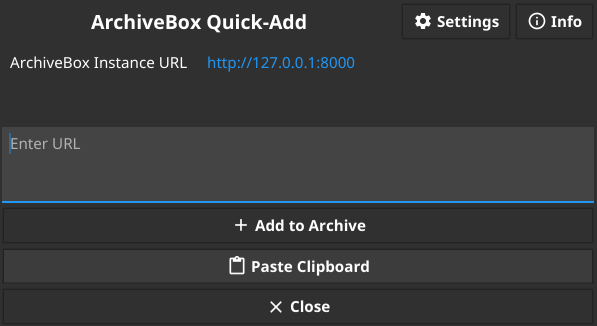 ArchiveBox Quick-Add
Settings
Info
ArchiveBox Instance URL http://127.0.0.1:8000
Enter URL
Add to Archive
Paste Clipboard
Close